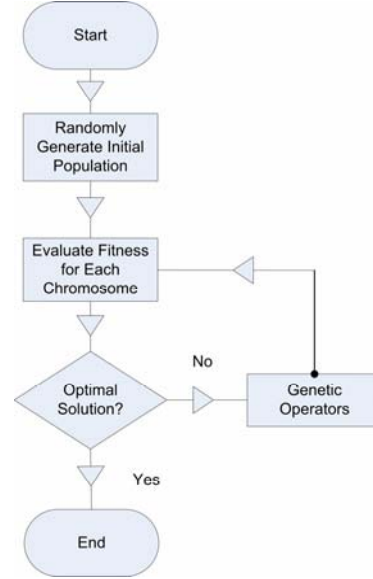 Start
Randomly
Generate Initial
Population
Evaluate Fitness
for Each
Chromosome
No
Optimal
Solution?
Genetic
Operators
Yes
End